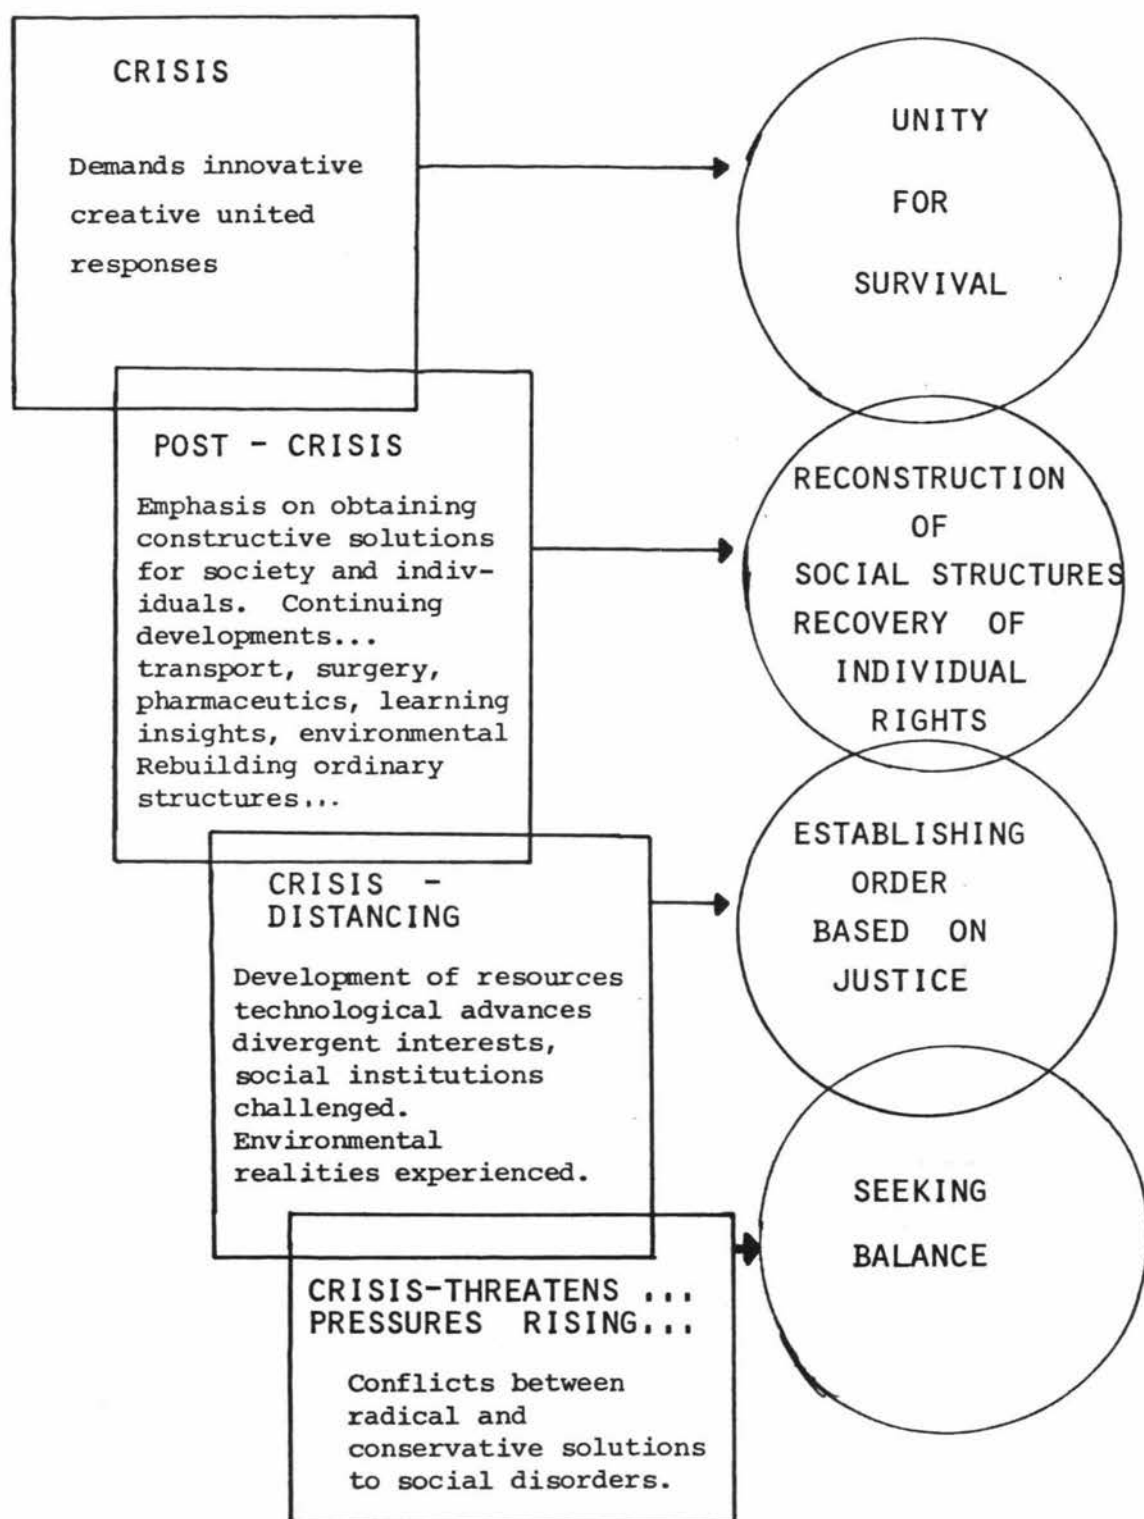 CRISIS
Demands innovative
creative united
responses
UNITY
FOR
SURVIVAL
POST - CRISIS
Emphasis on obtaining
constructive solutions
for society and indiv-
iduals. Continuing
developments...
transport, surgery,
pharmaceutics, learning
insights, environmental
Rebuilding ordinary
structures...
RECONSTRUCTION
OF
SOCIAL STRUCTURES
RECOVERY OF
INDIVIDUAL
RIGHTS
CRISIS -
DISTANCING
Development of resources
technological advances
divergent interests,
social institutions
challenged.
Environmental
realities experienced.
ESTABLISHING
ORDER
BASED ON
JUSTICE
CRISIS-THREATENS ...
PRESSURES RISING...
Conflicts between
radical and
conservative solutions
to social disorders.
SEEKING
BALANCE